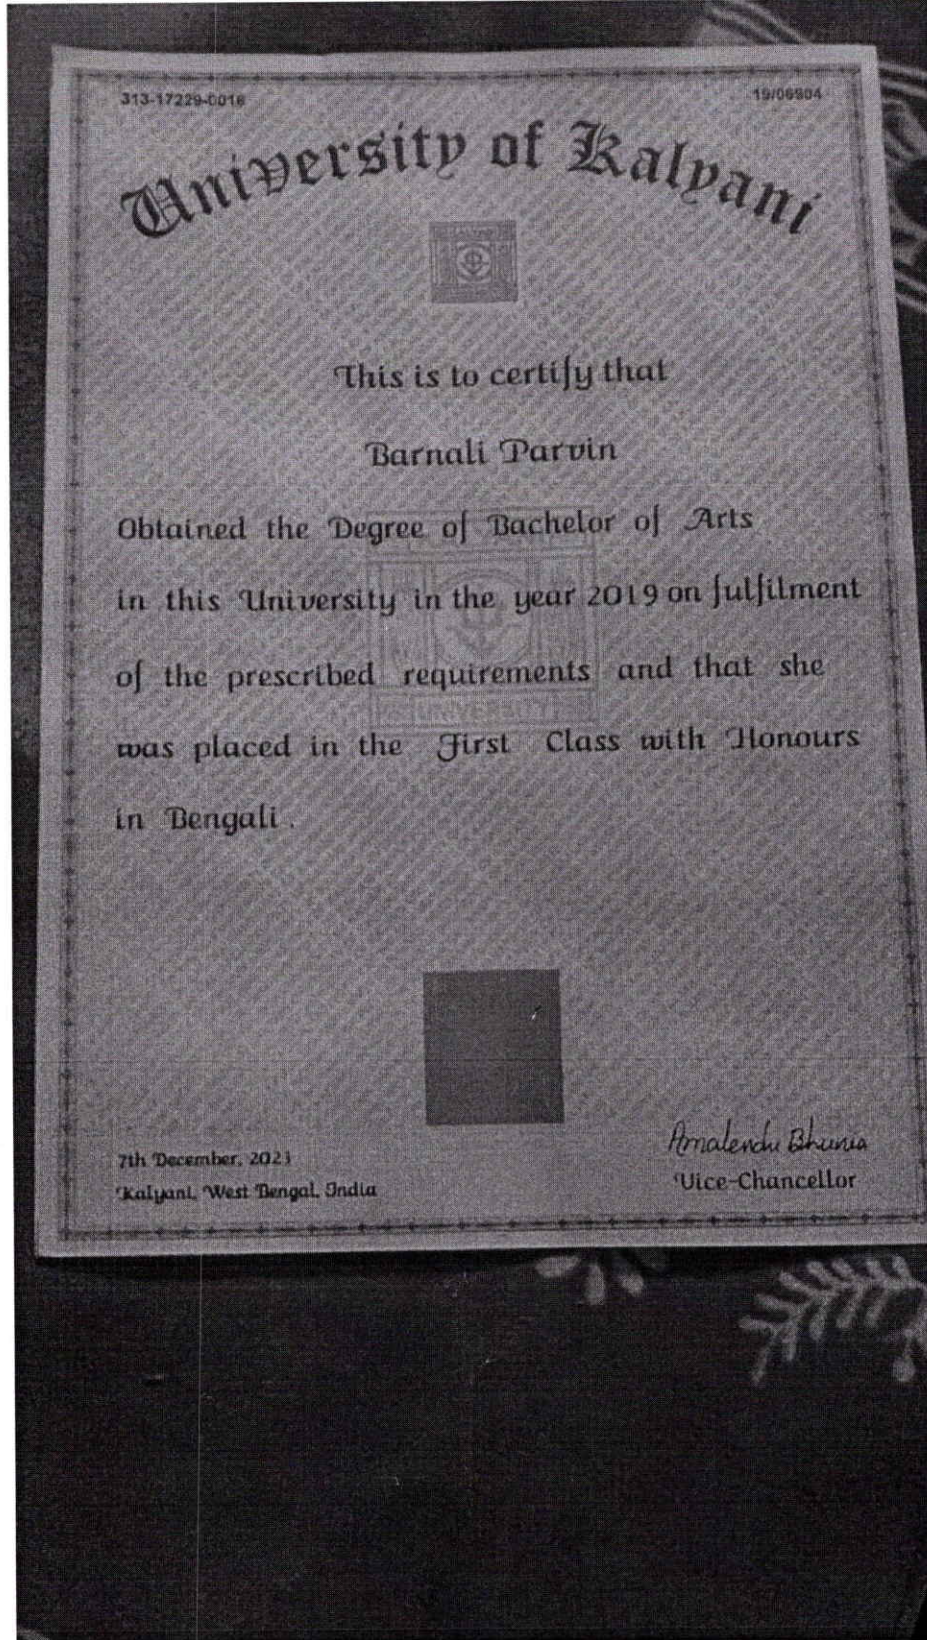 313-17229-0016
19/06904
University of Kalyani
This is to certify that
Barnali Parvin
Obtained the Degree of Bachelor of Arts
in this University in the year 2019 on fulfilment
of the prescribed requirements and that she
was placed in the First Class with Honours
in Bengali.
UNIVERSITY
Amalendu Bhunia
7th December, 2021
Vice-Chancellor
Kalyani, West Bengal, India